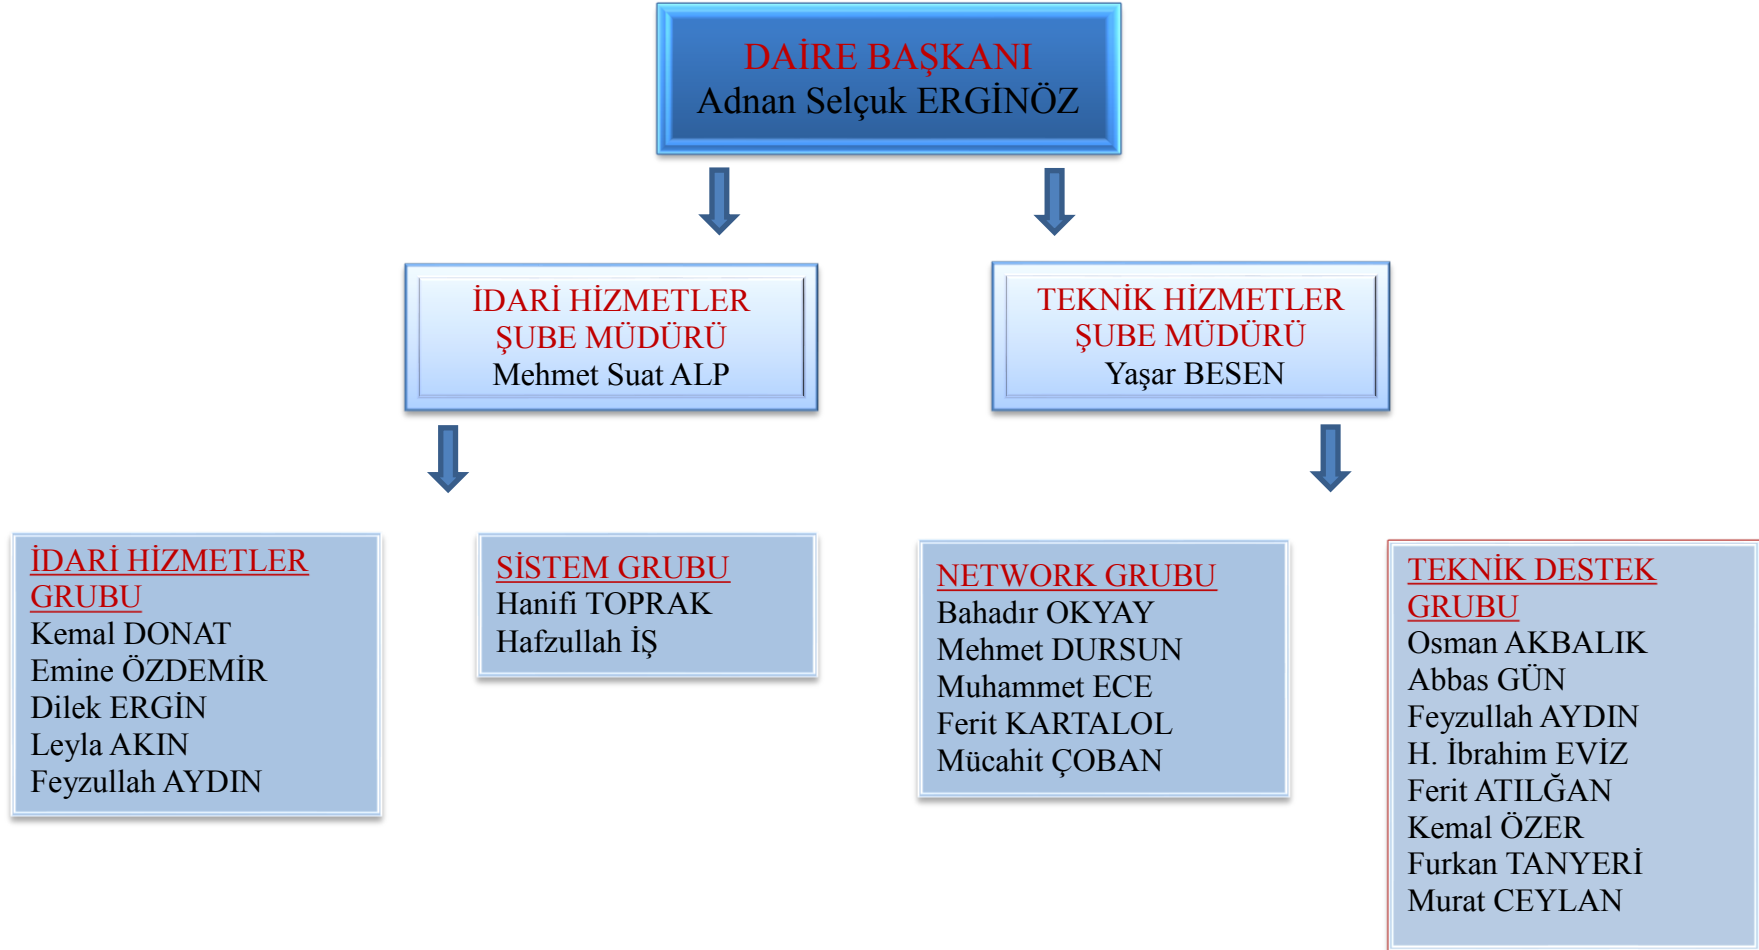 DAİRE BAŞKANI
Adnan Selçuk ERGİNÖZ
İDARİ HİZMETLER
ŞUBE MÜDÜRÜ
Mehmet Suat ALP
TEKNİK HİZMETLER
ŞUBE MÜDÜRÜ
Yaşar BESEN
İDARİ HİZMETLER
GRUBU
Kemal DONAT
Emine ÖZDEMİR
Dilek ERGİN
Leyla AKIN
Feyzullah AYDIN
SİSTEM GRUBU
Hanifi TOPRAK
Hafzullah İŞ
NETWORK GRUBU
Bahadır OKYAY
Mehmet DURSUN
Muhammet ECE
Ferit KARTALOL
Mücahit ÇOBAN
TEKNİK DESTEK
GRUBU
Osman AKBALIK
Abbas GÜN
Feyzullah AYDIN
H. İbrahim EVİZ
Ferit ATILĞAN
Kemal ÖZER
Furkan TANYERİ
Murat CEYLAN